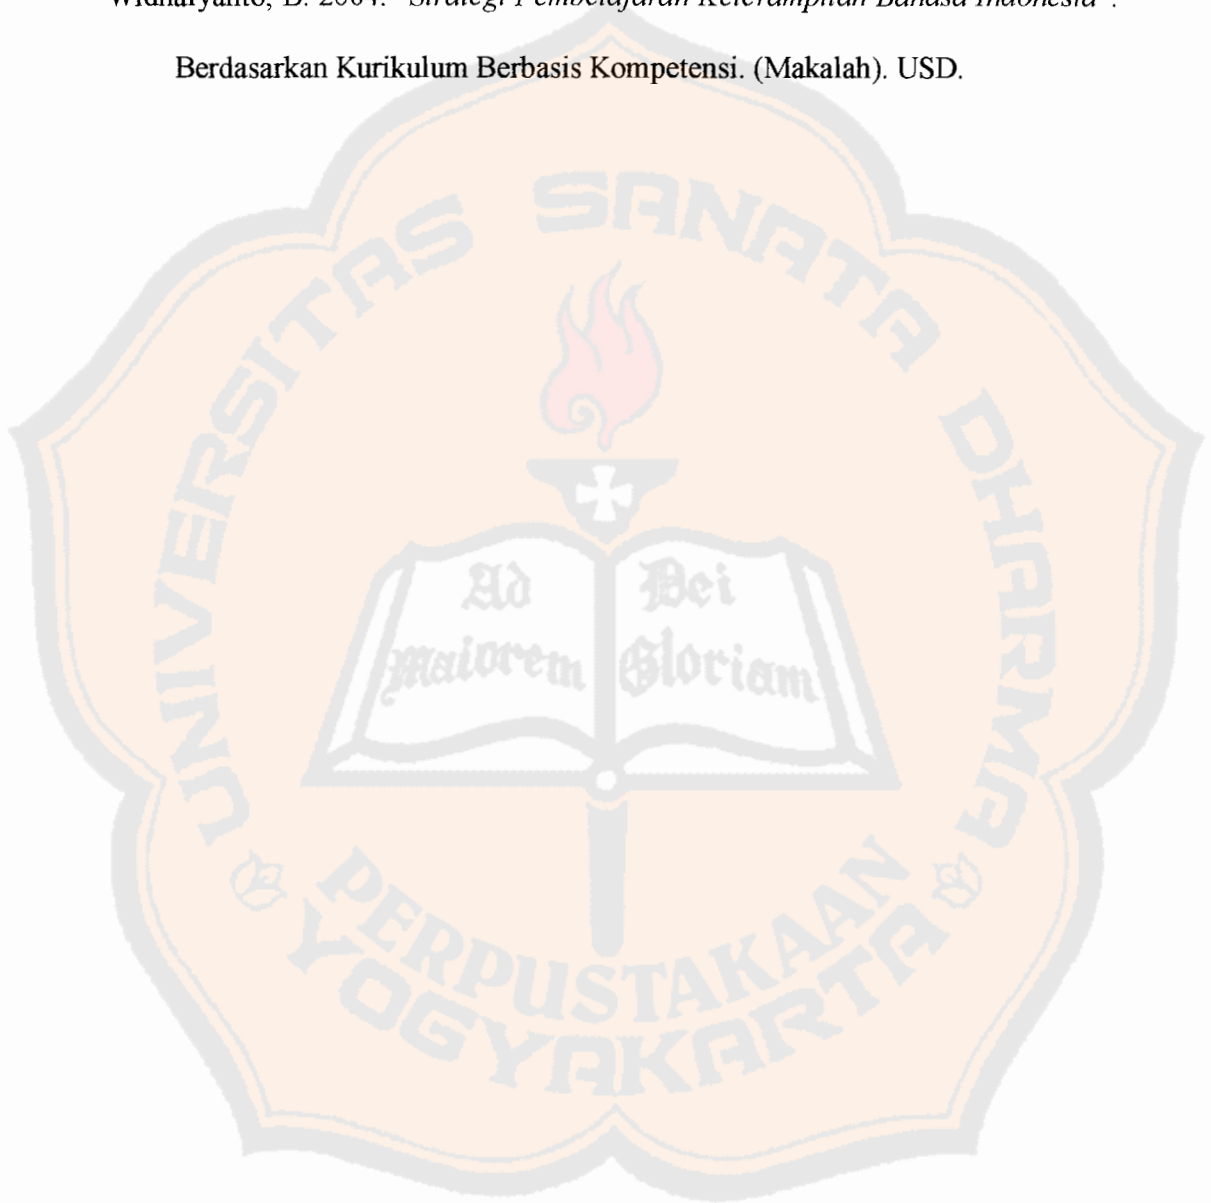 Widharyanto, B. 2004. "Strategi Pembelajaran Keterampilan Bahasa Indonesia".
Berdasarkan Kurikulum Berbasis Kompetensi. (Makalah). USD.
UNIVERSITAS SANATA DHARMA
Ad Dei
maiorem Gloriam
PERPUSTAKAAN
YOGYAKARTA